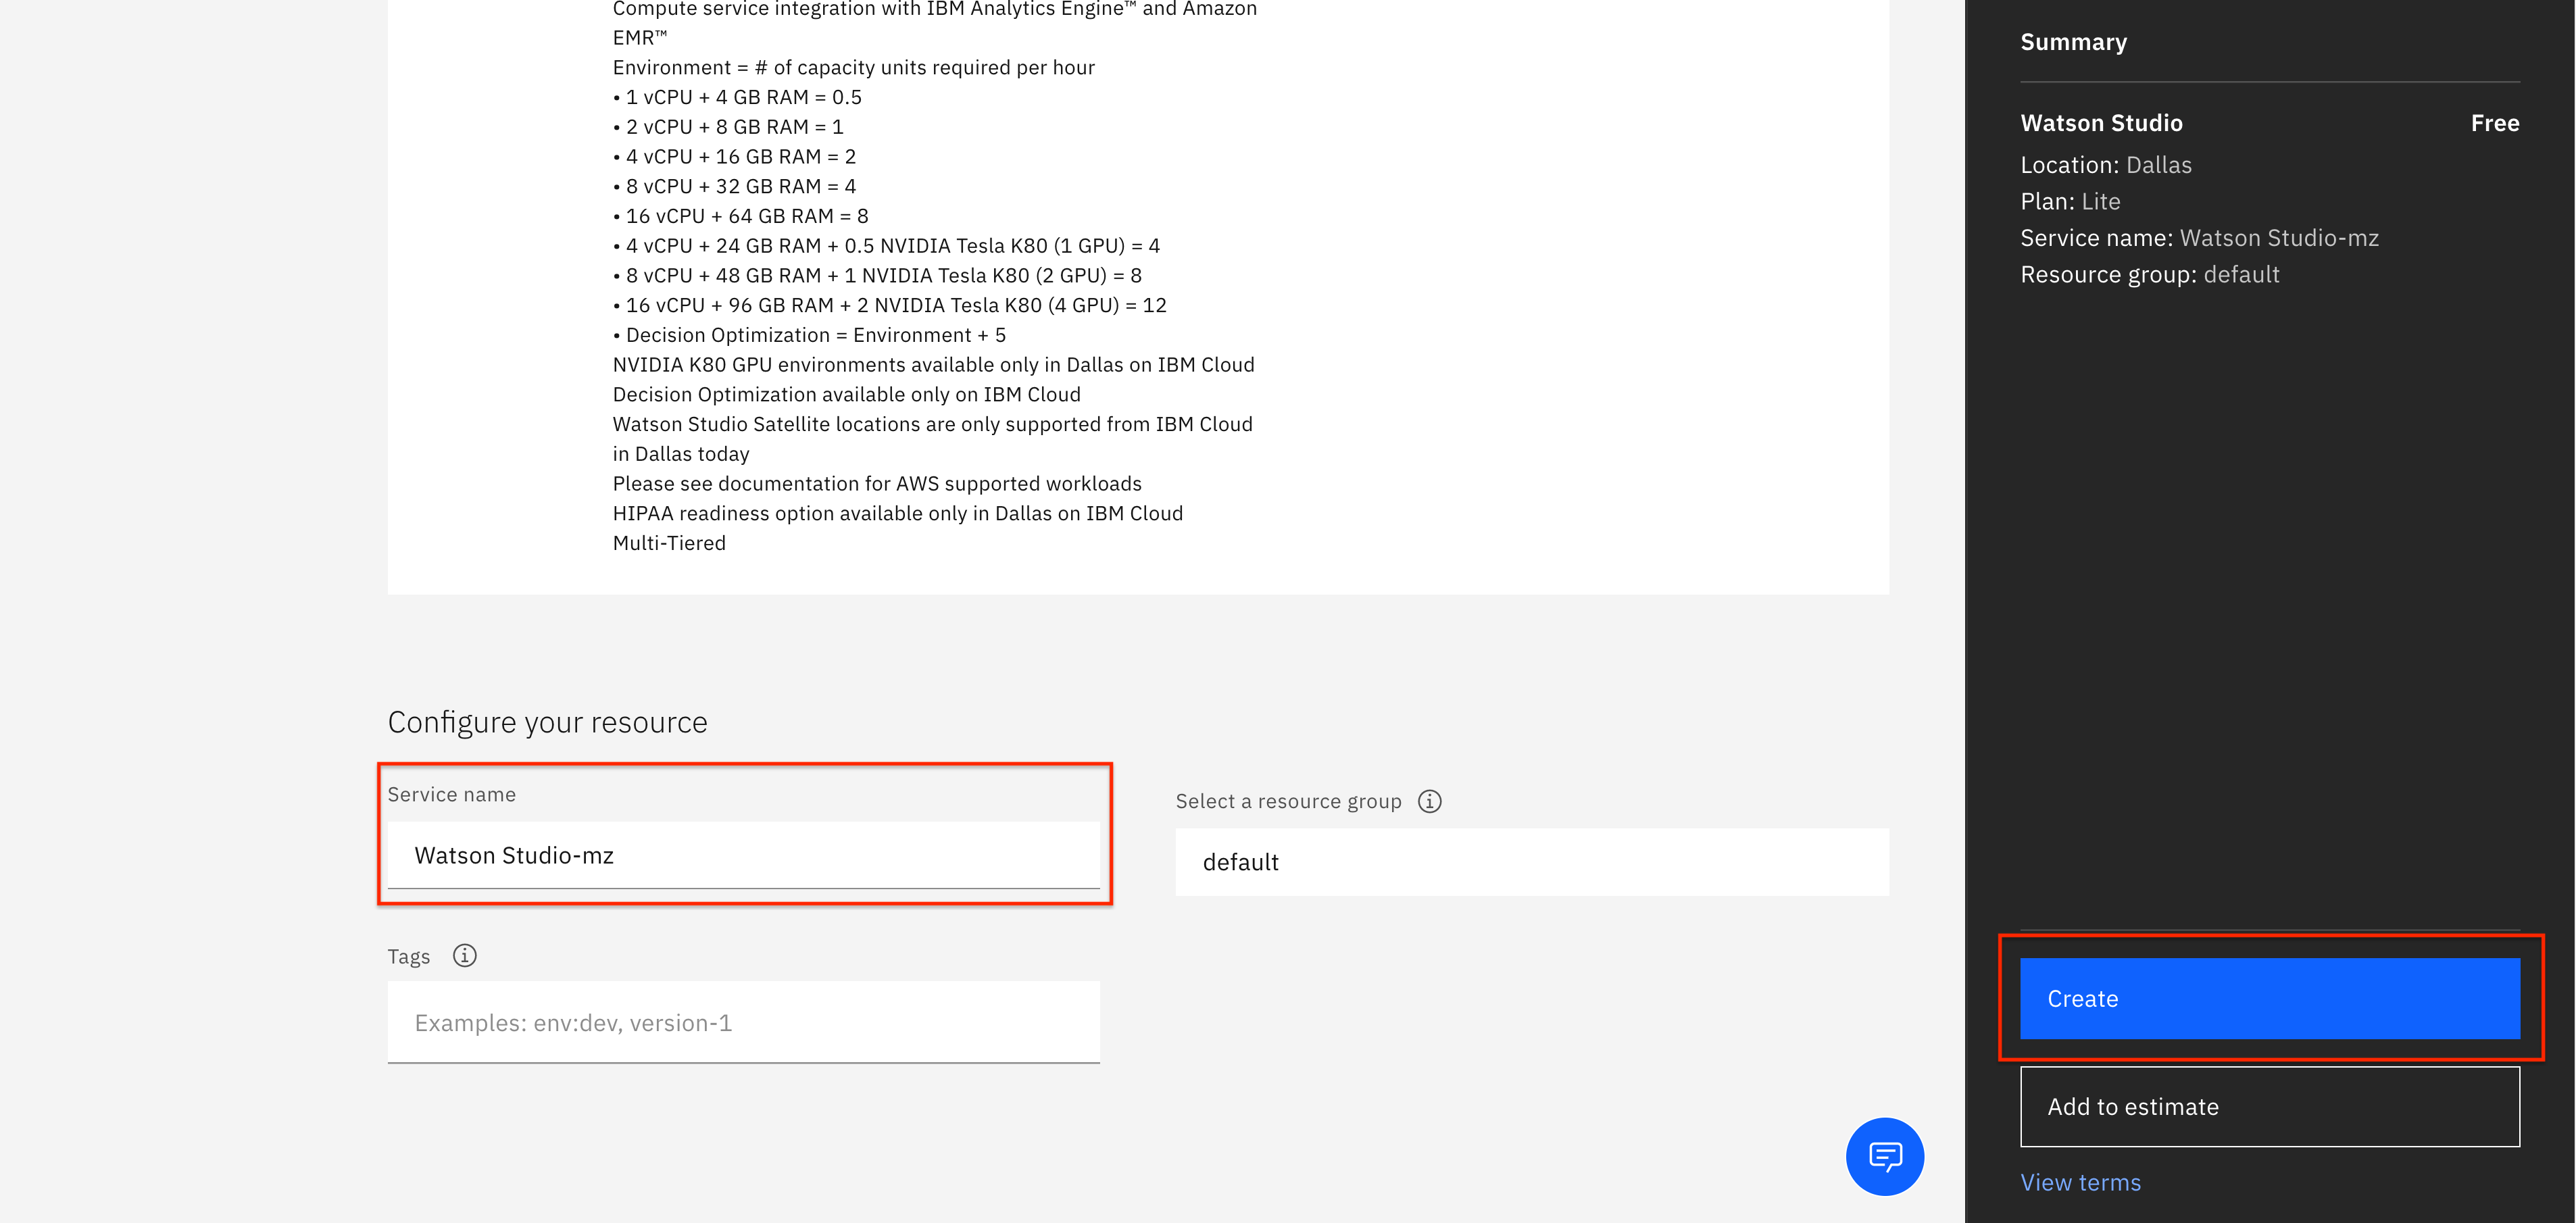 Compute service integration with IBM Analytics Engine™ and Amazon
EMR™
Environment = # of capacity units required per hour
• 1 vCPU + 4 GB RAM = 0.5
• 2 vCPU + 8 GB RAM = 1
• 4 vCPU + 16 GB RAM = 2
• 8 vCPU + 32 GB RAM = 4
• 16 vCPU + 64 GB RAM = 8
• 4 vCPU + 24 GB RAM + 0.5 NVIDIA Tesla K80 (1 GPU) = 4
• 8 vCPU + 48 GB RAM + 1 NVIDIA Tesla K80 (2 GPU) = 8
• 16 vCPU + 96 GB RAM + 2 NVIDIA Tesla K80 (4 GPU) = 12
• Decision Optimization = Environment + 5
NVIDIA K80 GPU environments available only in Dallas on IBM Cloud
Decision Optimization available only on IBM Cloud
Watson Studio Satellite locations are only supported from IBM Cloud
in Dallas today
Please see documentation for AWS supported workloads
HIPAA readiness option available only in Dallas on IBM Cloud
Multi-Tiered
Configure your resource
Service name
Watson Studio-mz
Select a resource group
default
Tags
Examples: env:dev, version-1
Summary
Watson Studio Free
Location: Dallas
Plan: Lite
Service name: Watson Studio-mz
Resource group: default
Create
Add to estimate
View terms